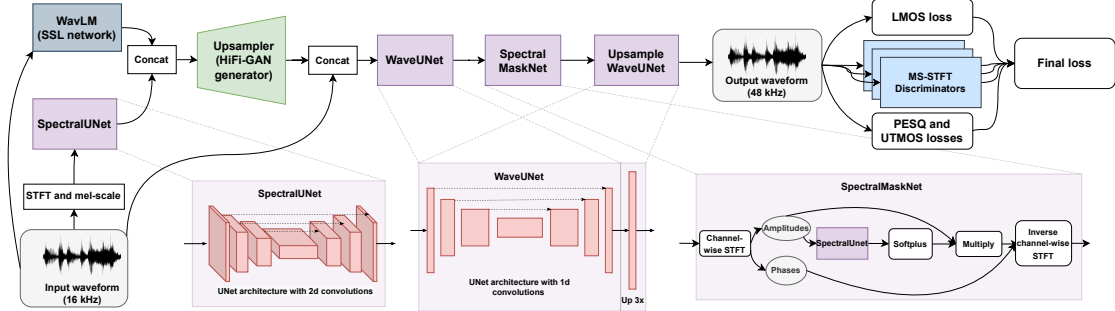 WavLM
(SSL network)
Concat
Upsampler
(HiFi-GAN
generator)
Concat
WaveUNet
Spectral
MaskNet
Upsample
WaveUNet
Output waveform
(48 kHz)
LMOS loss
MS-STFT
Discriminators
PESQ and
UTMOS losses
Final loss
SpectralUNet
STFT and mel-scale
Input waveform
(16 kHz)
SpectralUNet
UNet architecture with 2d convolutions
WaveUNet
UNet architecture with 1d
convolutions
Up 3x
SpectralMaskNet
Channel-
wise STFT
Amplitudes
Phases
SpectralUnet
Softplus
Multiply
Inverse
channel-wise
STFT